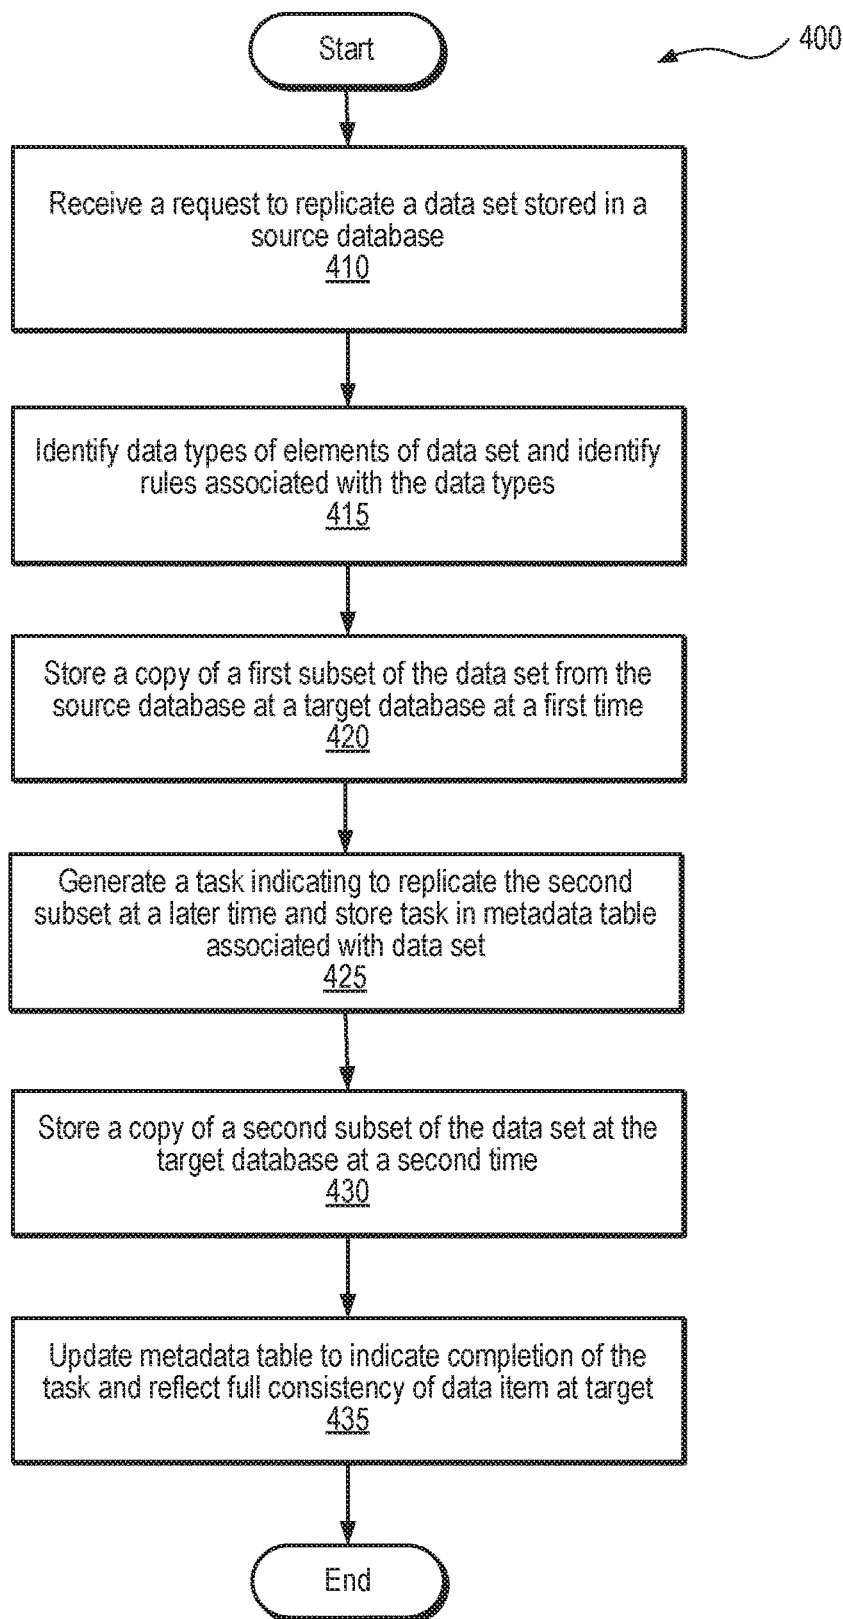 Start
400
Receive a request to replicate a data set stored in a
source database
410
Identify data types of elements of data set and identify
rules associated with the data types
415
Store a copy of a first subset of the data set from the
source database at a target database at a first time
420
Generate a task indicating to replicate the second
subset at a later time and store task in metadata table
associated with data set
425
Store a copy of a second subset of the data set at the
target database at a second time
430
Update metadata table to indicate completion of the
task and reflect full consistency of data item at target
435
End